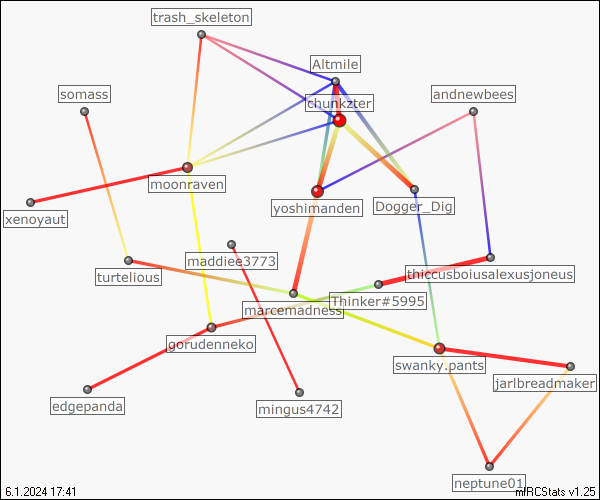 trash_skeleton
Altmile
somass
chunkzter
andnewbees
moonraven
xenoyaut
yoshimanden
Dogger_Dig
maddiee3773
turtelious
thiccusboiusalexusjoneus
marcemadness
Thinker#5995
gorudenneko
swanky.pants
jarlbreadmaker
edgepanda
mingus4742
neptune01
6.1.2024 17:41
mIRCStats v1.25